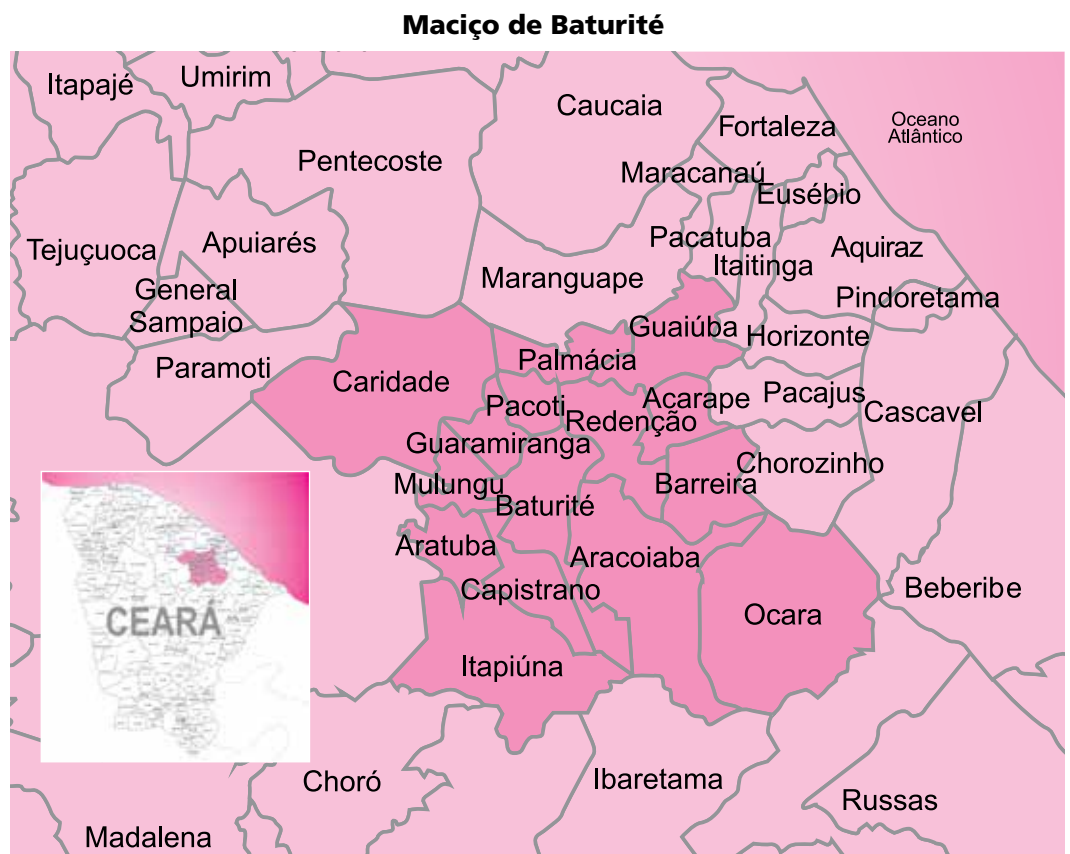 Maciço de Baturité
Itapajé
Umirim
Caucaia
Fortaleza
Oceano
Atlântico
Pentecoste
Maracanaú
Eusébio
Tejuçuoca
Apuiarés
Pacatuba
Itaitinga
Aquiraz
General
Sampaio
Maranguape
Pindoretama
Guaiúba
Horizonte
Paramoti
Caridade
Palmácia
Pacoti
Acarape
Pacajus
Redenção
Cascavel
Guaramiranga
Chorozinho
Mulungu
Barreira
Baturité
Aratuba
Aracoiaba
Capistrano
Beberibe
CEARÁ
Ocara
Itapiúna
Choró
Ibaretama
Russas
Madalena